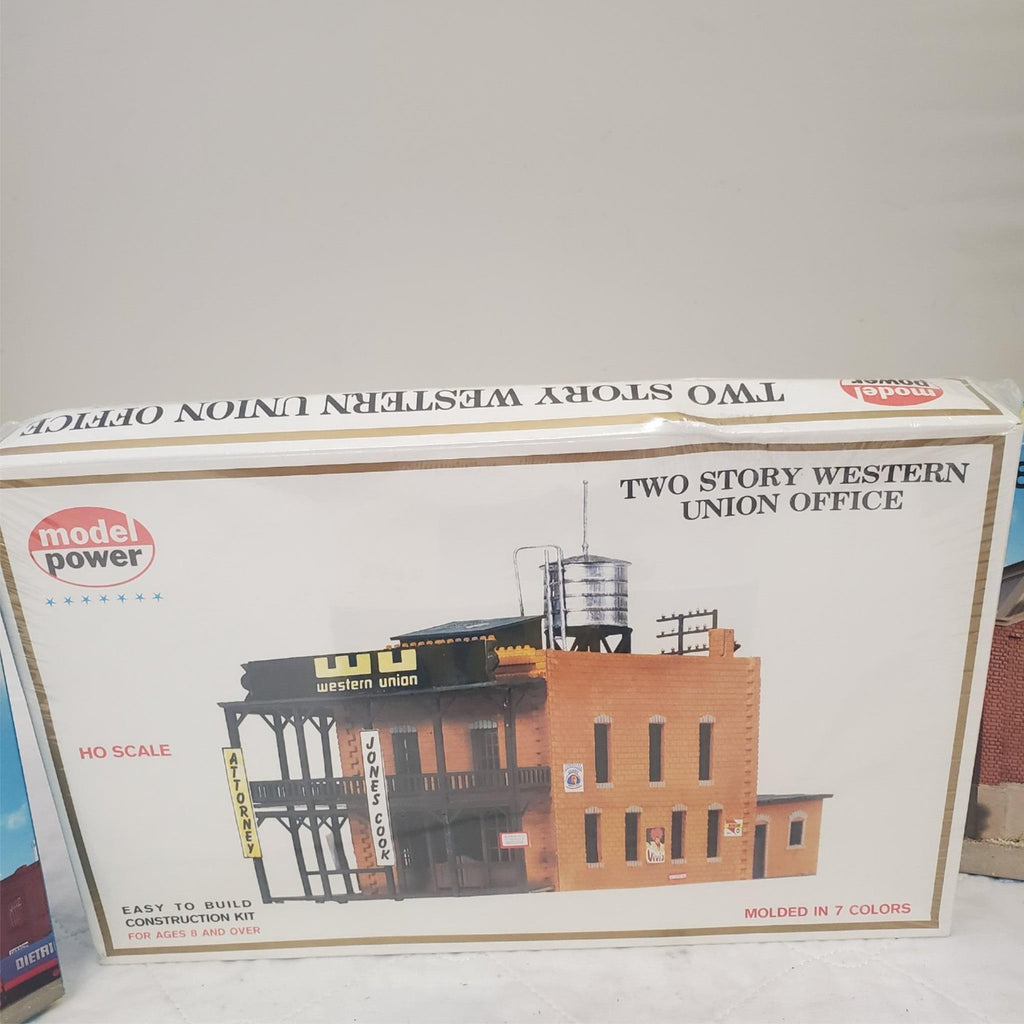 TWO STORY WESTERN UNION OFFICE
model
power
TWO STORY WESTERN
UNION OFFICE
model
power
WU
western union
HO SCALE
ATTORNEY
JONES COOK
Vivil
EASY TO BUILD
CONSTRUCTION KIT
FOR AGES 8 AND OVER
MOLDED IN 7 COLORS
DIETRI